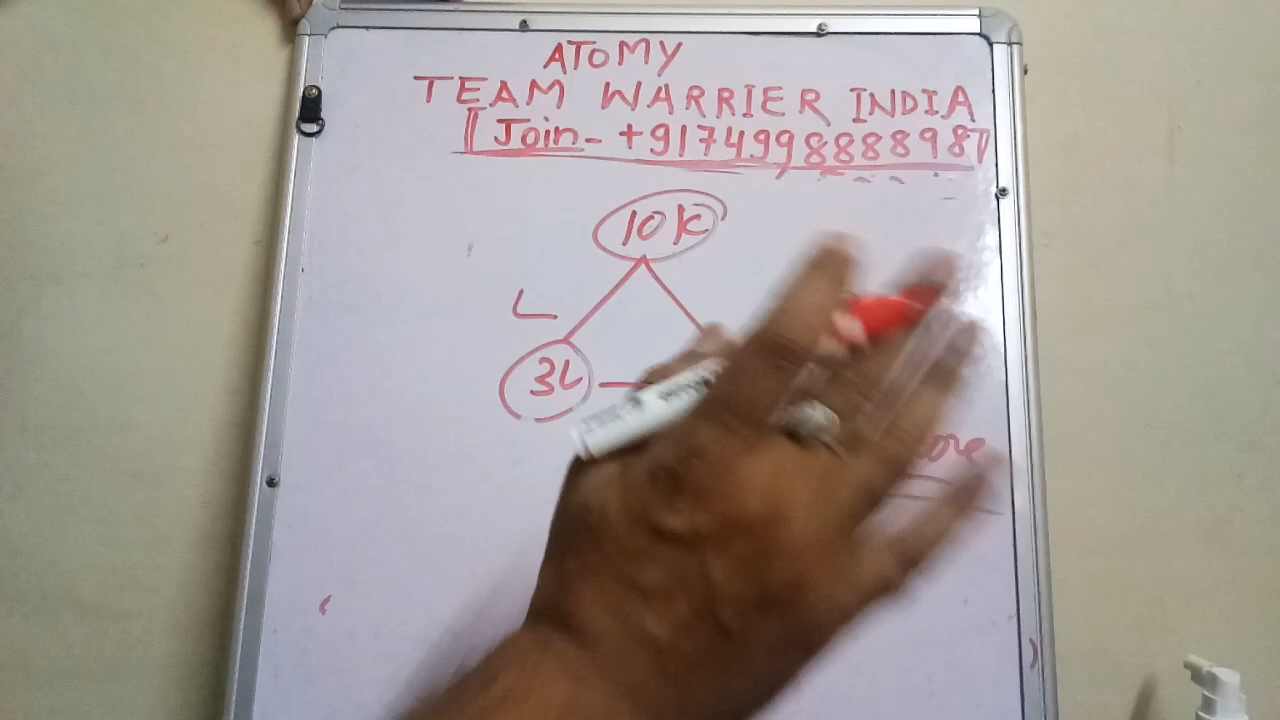 ATOMY
TEAM WARRIER INDIA
Join - +917499888898
10K
L
3L